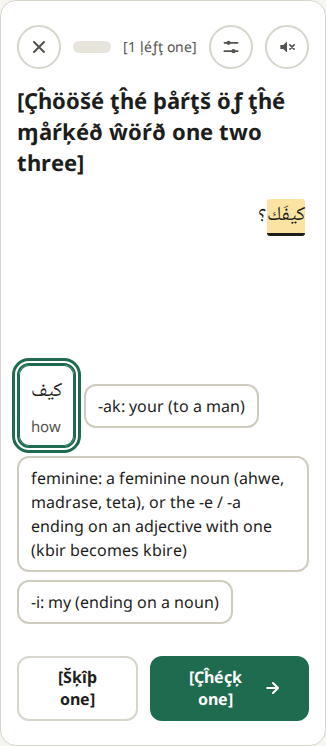 [1 ļéƒţ one]
[Çĥööšé ţĥé þåŕţš öƒ ţĥé
ɱåŕķéð ŵöŕð one two
three]
كيفَك؟
كيف
how
-ak: your (to a man)
feminine: a feminine noun (ahwe,
madrase, teta), or the -e / -a
ending on an adjective with one
(kbir becomes kbire)
-i: my (ending on a noun)
[Šķîþ
one]
[Çĥéçķ
one]